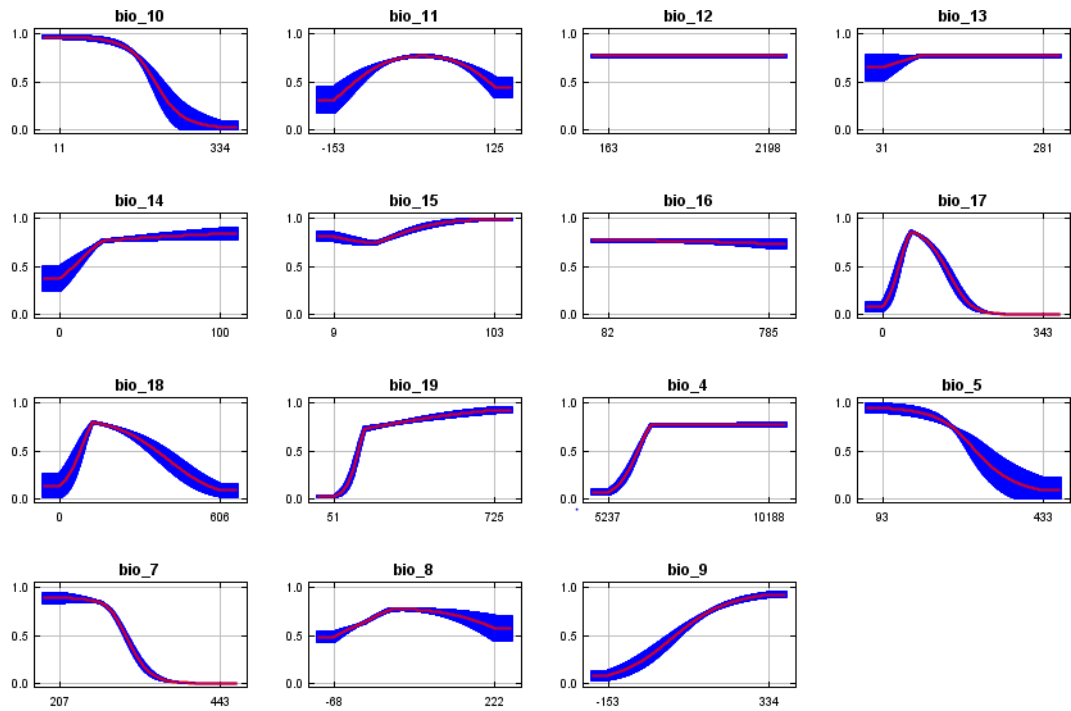 bio_10 bio_11 bio_12 bio_13
1.0 1.0 1.0 1.0
0.5 0.5 0.5 0.5
0.0 0.0 0.0 0.0
11 334 -153 125 163 2198 31 281
bio_14 bio_15 bio_16 bio_17
1.0 1.0 1.0 1.0
0.5 0.5 0.5 0.5
0.0 0.0 0.0 0.0
0 100 9 103 82 785 0 343
bio_18 bio_19 bio_4 bio_5
1.0 1.0 1.0 1.0
0.5 0.5 0.5 0.5
0.0 0.0 0.0 0.0
0 606 51 725 5237 10188 93 433
bio_7 bio_8 bio_9
1.0 1.0 1.0
0.5 0.5 0.5
0.0 0.0 0.0
207 443 -68 222 -153 334